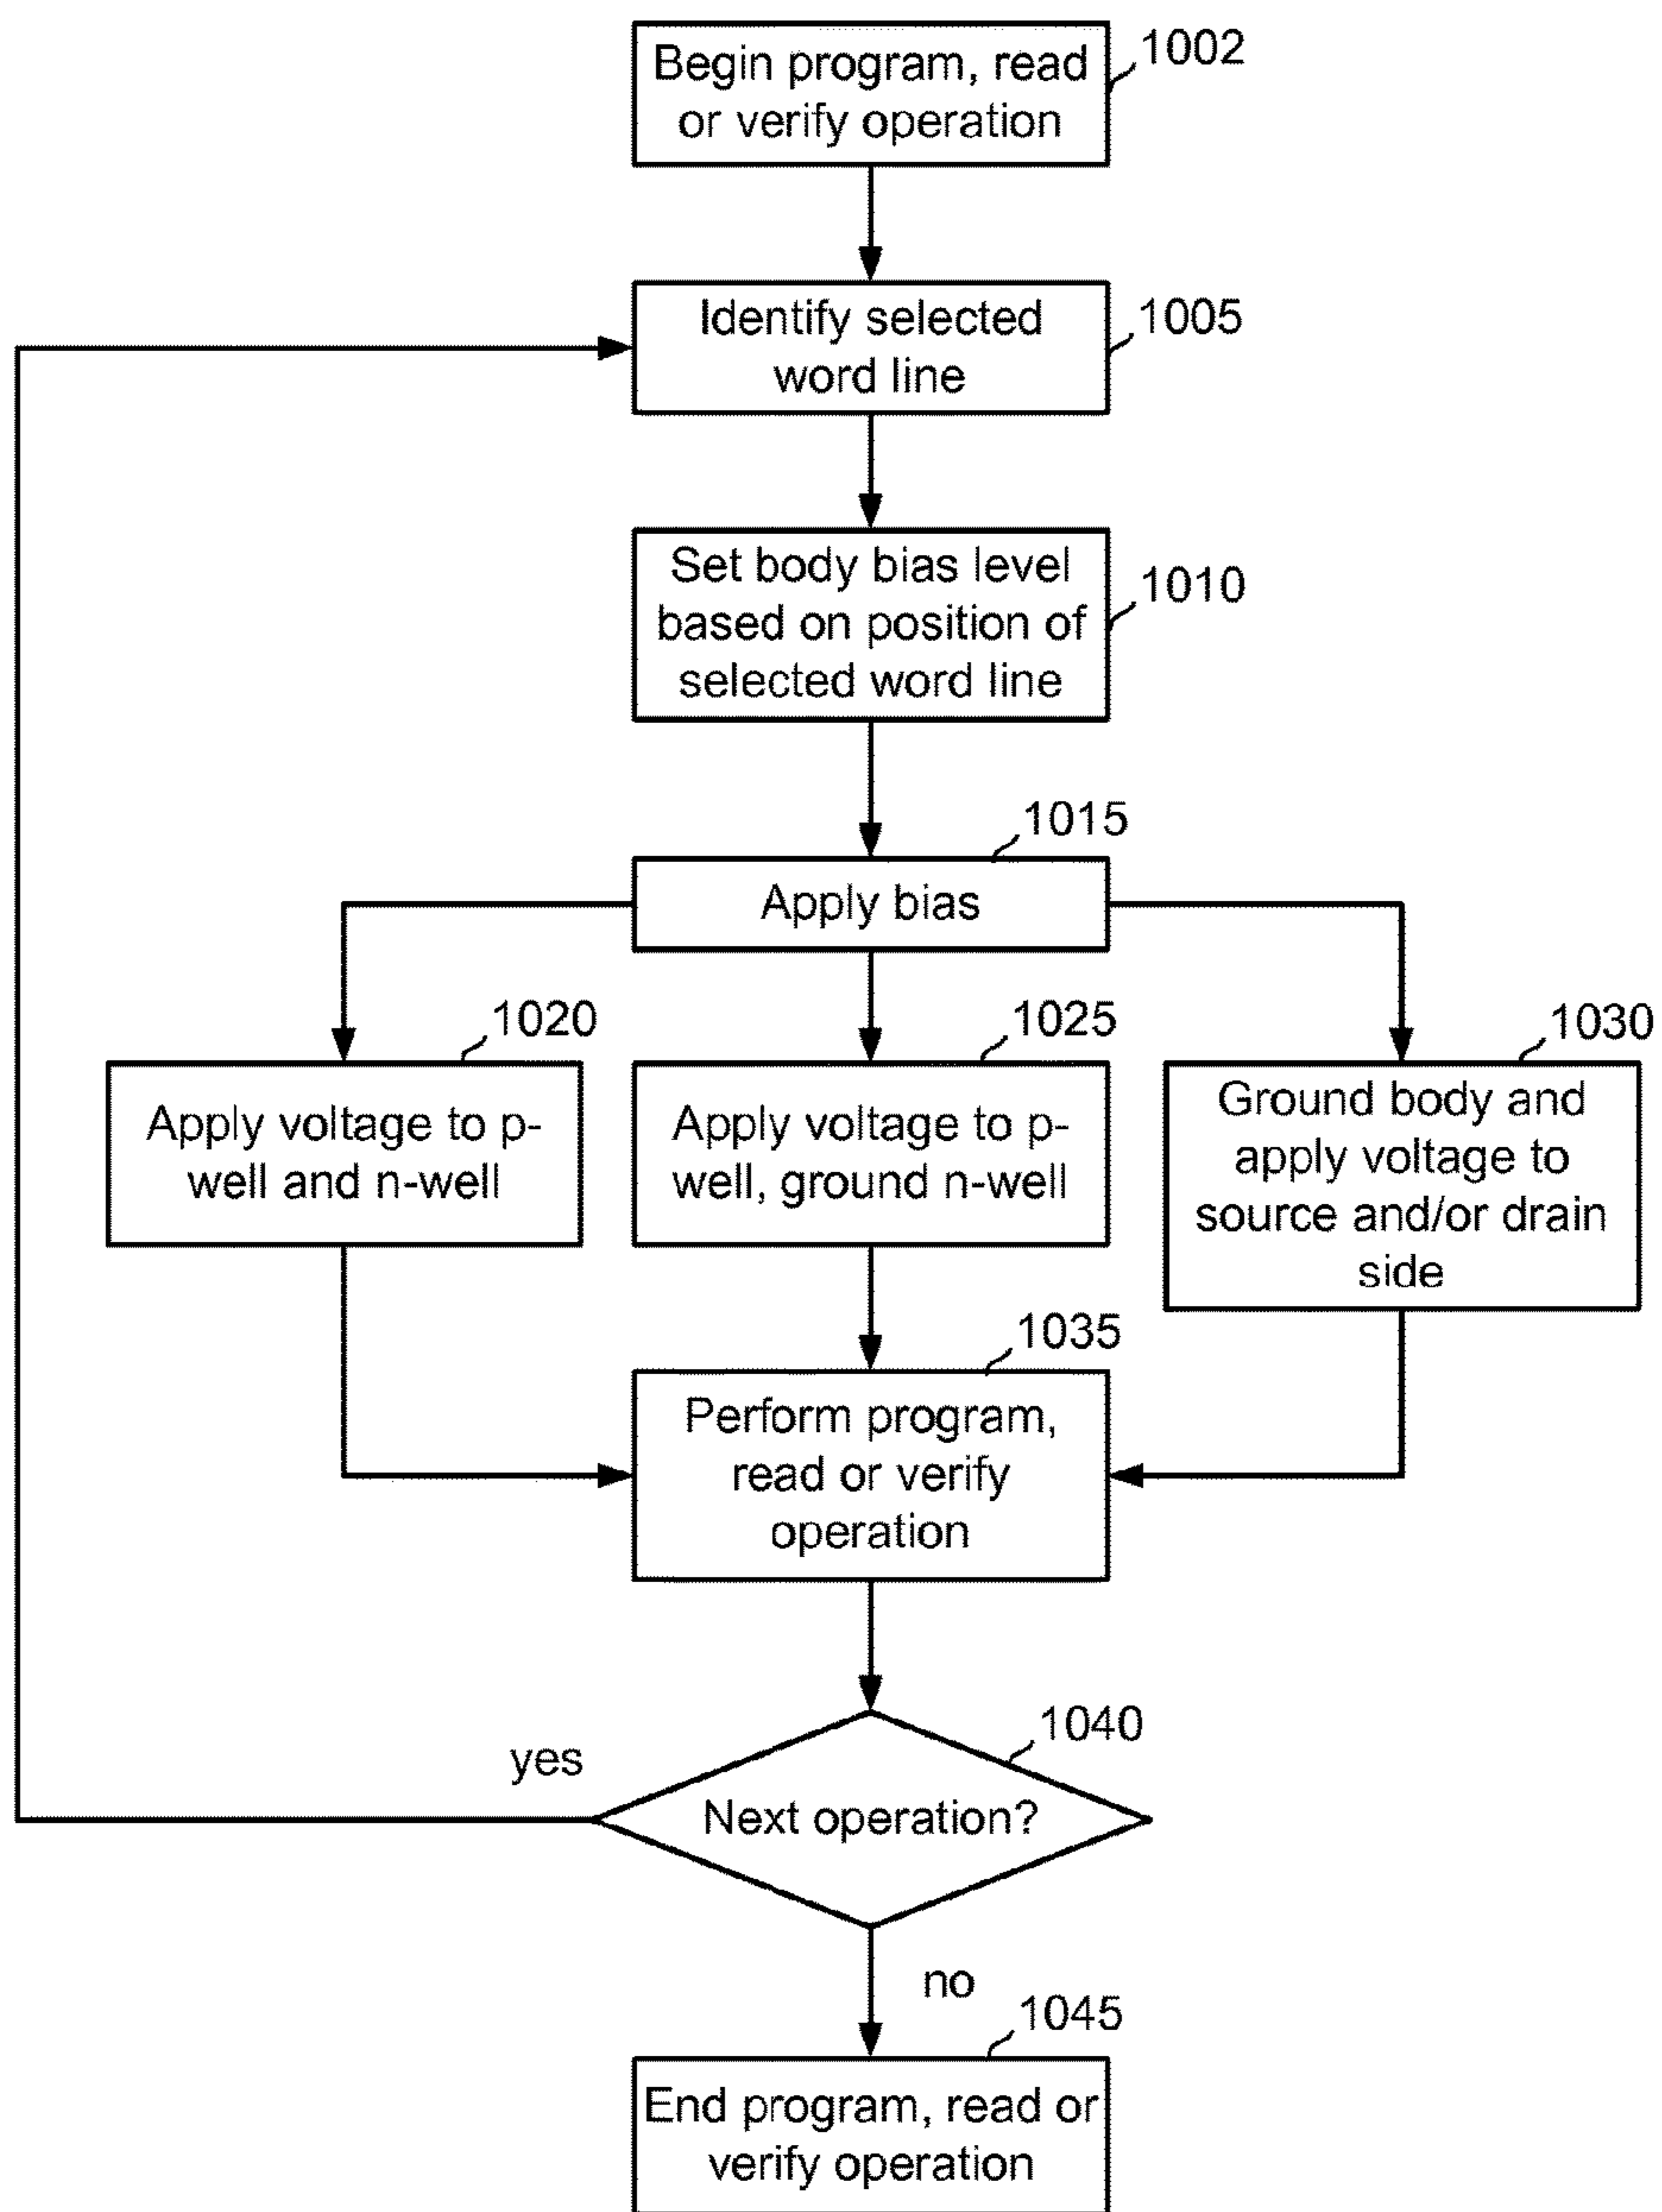 Begin program, read
or verify operation
1002
Identify selected
word line
1005
Set body bias level
based on position of
selected word line
1010
1015
Apply bias
1020
1025
1030
Apply voltage to p-
well and n-well
Apply voltage to p-
well, ground n-well
Ground body and
apply voltage to
source and/or drain
side
1035
Perform program,
read or verify
operation
1040
yes
Next operation?
no
1045
End program, read or
verify operation